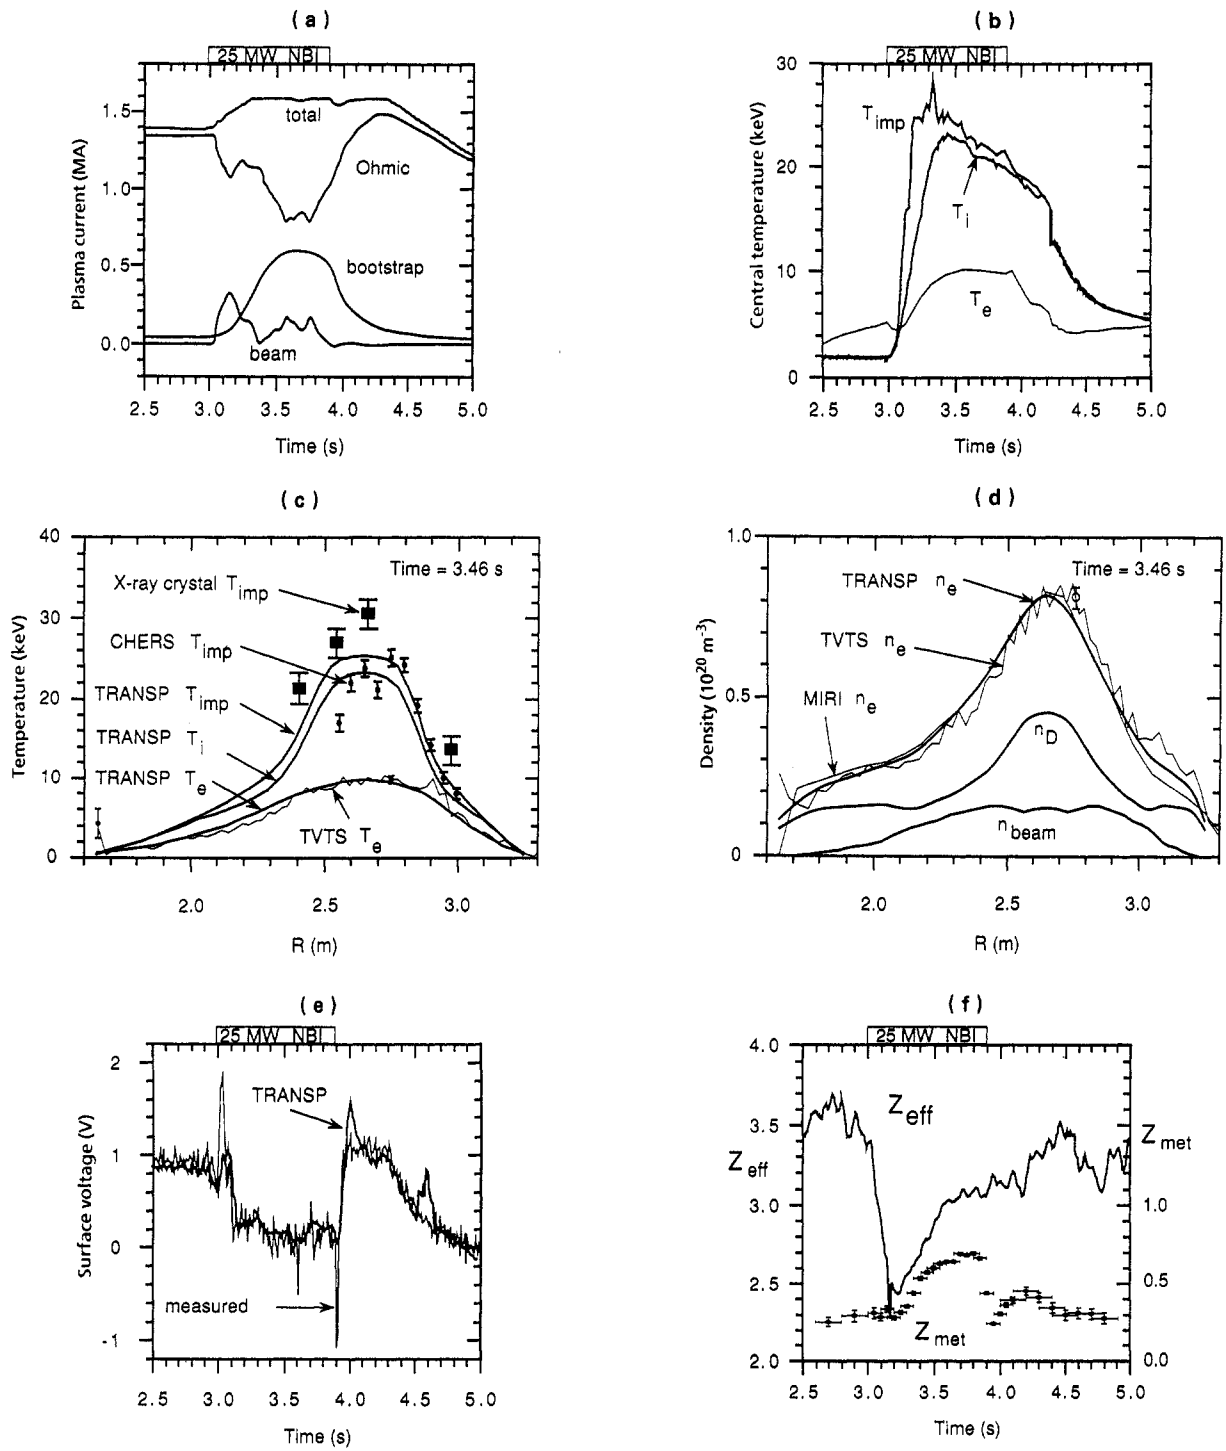 ( a )
25 MW NBI
Plasma current (MA)
1.5
1.0
0.5
0.0
total
Ohmic
bootstrap
beam
2.5 3.0 3.5 4.0 4.5 5.0
Time (s)
( b )
25 MW NBI
Central temperature (keV)
30
20
10
0
T imp
T i
T e
2.5 3.0 3.5 4.0 4.5 5.0
Time (s)
( c )
Temperature (keV)
40
30
20
10
0
Time = 3.46 s
X-ray crystal T imp
CHERS T imp
TRANSP T imp
TRANSP T i
TRANSP T e
TVTS T e
2.0 2.5 3.0
R (m)
( d )
Density (10²⁰ m⁻³)
1.0
0.5
0
Time = 3.46 s
TRANSP n e
TVTS n e
MIRI n e
n D
n beam
2.0 2.5 3.0
R (m)
( e )
25 MW NBI
Surface voltage (V)
2
1
0
-1
TRANSP
measured
2.5 3.0 3.5 4.0 4.5 5.0
Time (s)
( f )
25 MW NBI
Z eff
4.0
3.5
3.0
2.5
2.0
Z eff
Z met
Z met
1.0
0.5
0.0
2.5 3.0 3.5 4.0 4.5 5.0
Time (s)